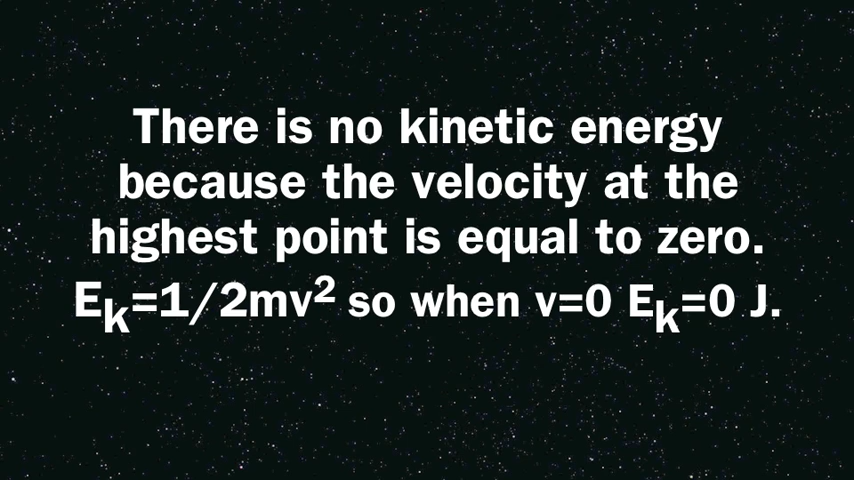 There is no kinetic energy
because the velocity at the
highest point is equal to zero.
Eₖ=1/2mv² so when v=0 Eₖ=0 J.